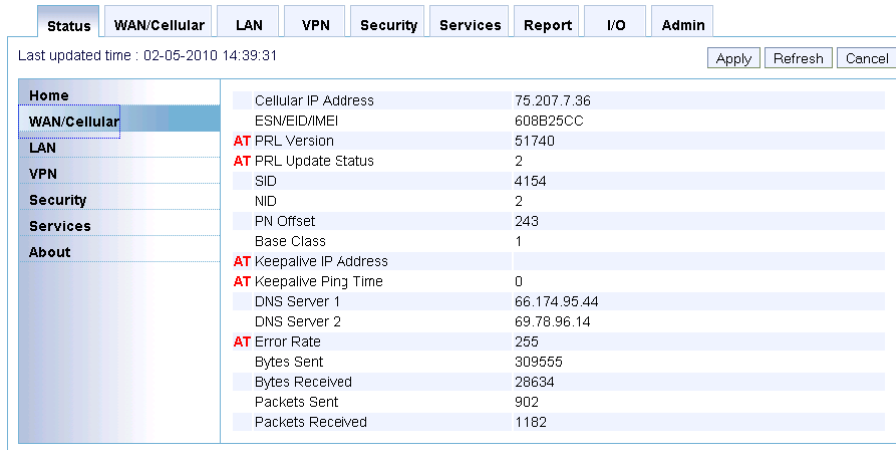 Status WAN/Cellular LAN VPN Security Services Report I/O Admin
Last updated time : 02-05-2010 14:39:31
Apply Refresh Cancel
Home
WAN/Cellular
LAN
VPN
Security
Services
About
Cellular IP Address 75.207.7.36
ESN/EID/IMEI 608B25CC
AT PRL Version 51740
AT PRL Update Status 2
SID 4154
NID 2
PN Offset 243
Base Class 1
AT Keepalive IP Address
AT Keepalive Ping Time 0
DNS Server 1 66.174.95.44
DNS Server 2 69.78.96.14
AT Error Rate 255
Bytes Sent 309555
Bytes Received 28634
Packets Sent 902
Packets Received 1182